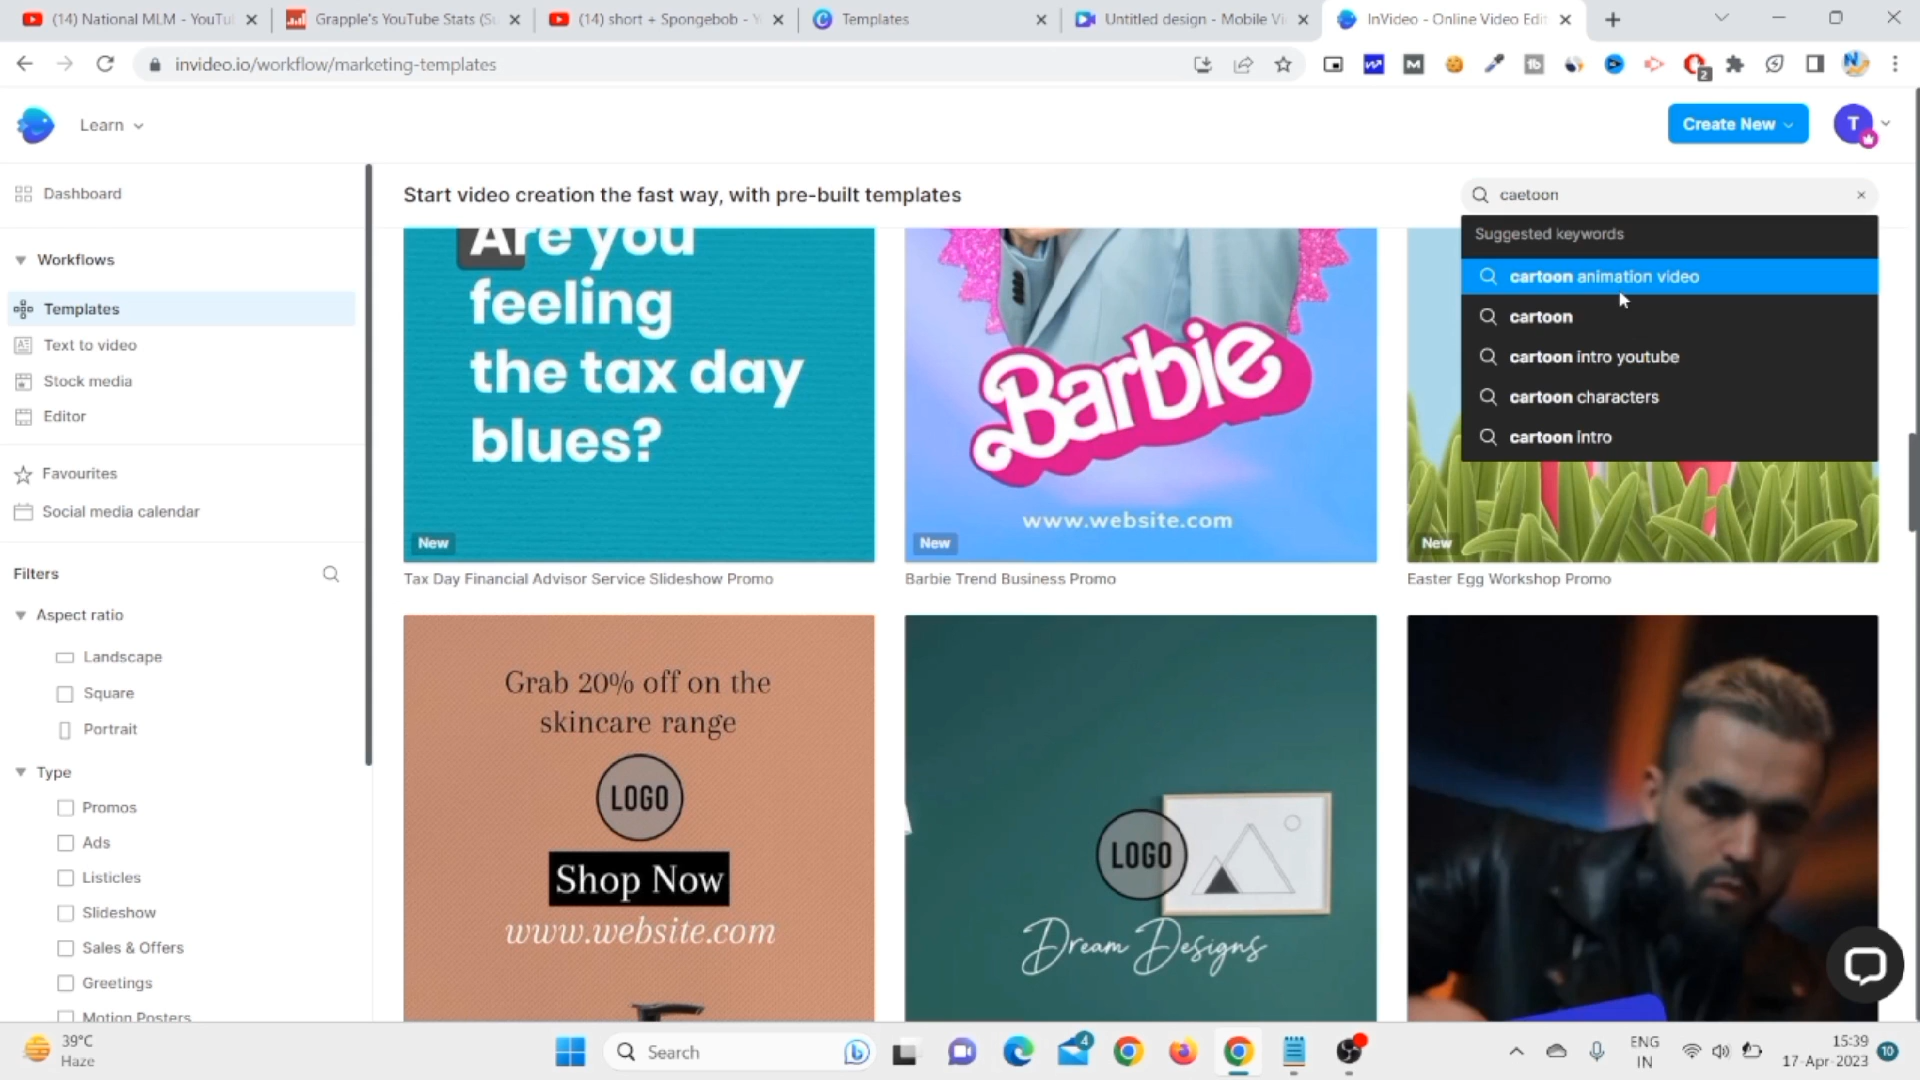 (14) National MLM - YouTu
Grapple's YouTube Stats (Su
(14) short + Spongebob - Y
Templates
Untitled design - Mobile Vi
InVideo - Online Video Edit
invideo.io/workflow/marketing-templates
2
Learn
Create New
T
Dashboard
Workflows
Templates
Text to video
Stock media
Editor
Favourites
Social media calendar
Filters
Aspect ratio
Landscape
Square
Portrait
Type
Promos
Ads
Listicles
Slideshow
Sales & Offers
Greetings
Motion Posters
Start video creation the fast way, with pre-built templates
caetoon
Suggested keywords
cartoon animation video
cartoon
cartoon intro youtube
cartoon characters
cartoon intro
Are you
feeling
the tax day
blues?
New
Tax Day Financial Advisor Service Slideshow Promo
Barbie
www.website.com
New
Barbie Trend Business Promo
New
Easter Egg Workshop Promo
Grab 20% off on the
skincare range
LOGO
Shop Now
www.website.com
LOGO
Dream Designs
39°C
Haze
Search
4
ENG
IN
15:39
17-Apr-2023
10